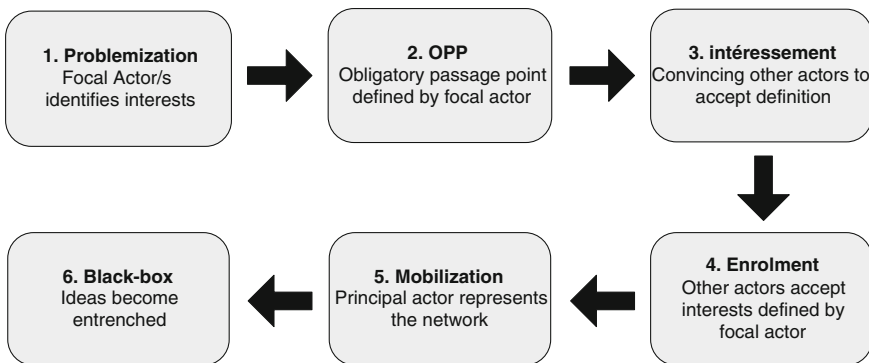 1. Problemization
Focal Actor/s
identifies interests
2. OPP
Obligatory passage point
defined by focal actor
3. intéressement
Convincing other actors to
accept definition
4. Enrolment
Other actors accept
interests defined by
focal actor
5. Mobilization
Principal actor represents
the network
6. Black-box
Ideas become
entrenched